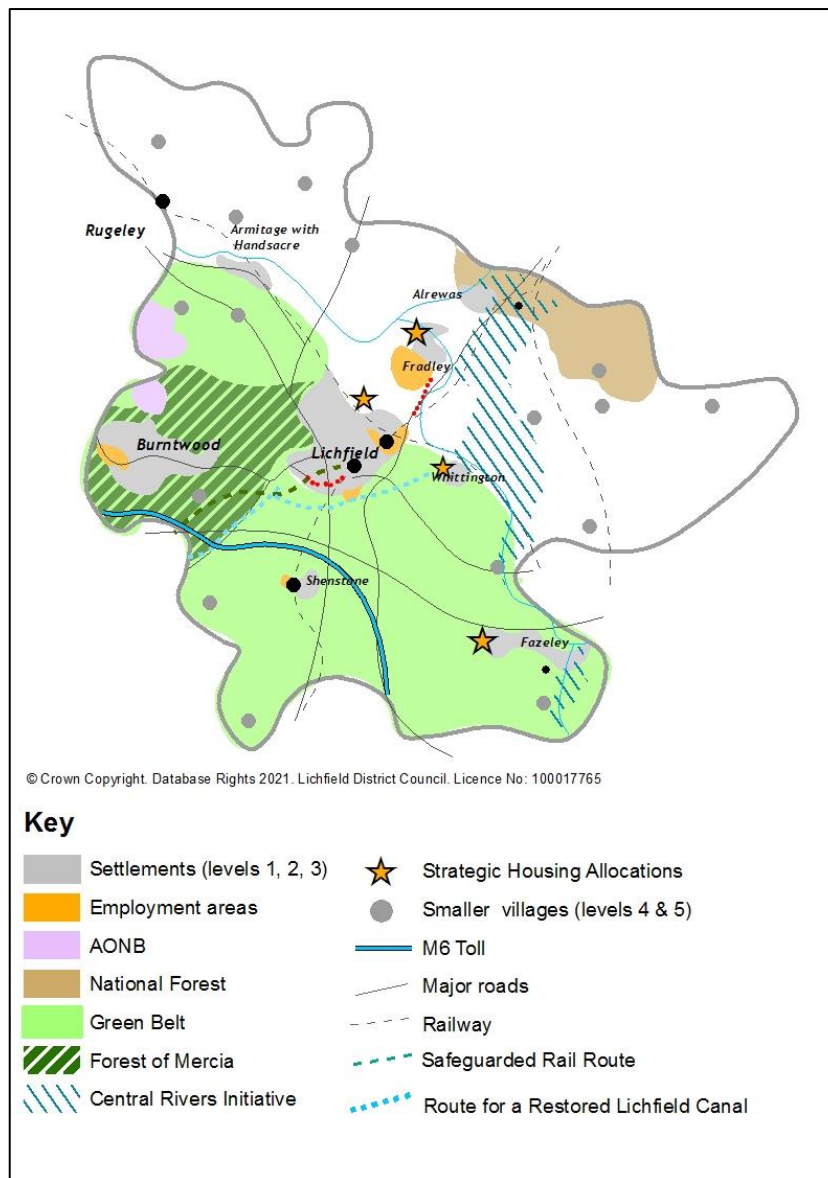 Rugeley
Armitage with
Handsacre
Alrewas
Fradley
Burntwood
Lichfield
Whittington
Shenstone
Fazeley
© Crown Copyright. Database Rights 2021. Lichfield District Council. Licence No: 100017765
Key
Settlements (levels 1, 2, 3)
Employment areas
AONB
National Forest
Green Belt
Forest of Mercia
Central Rivers Initiative
Strategic Housing Allocations
Smaller villages (levels 4 & 5)
M6 Toll
Major roads
Railway
Safeguarded Rail Route
Route for a Restored Lichfield Canal